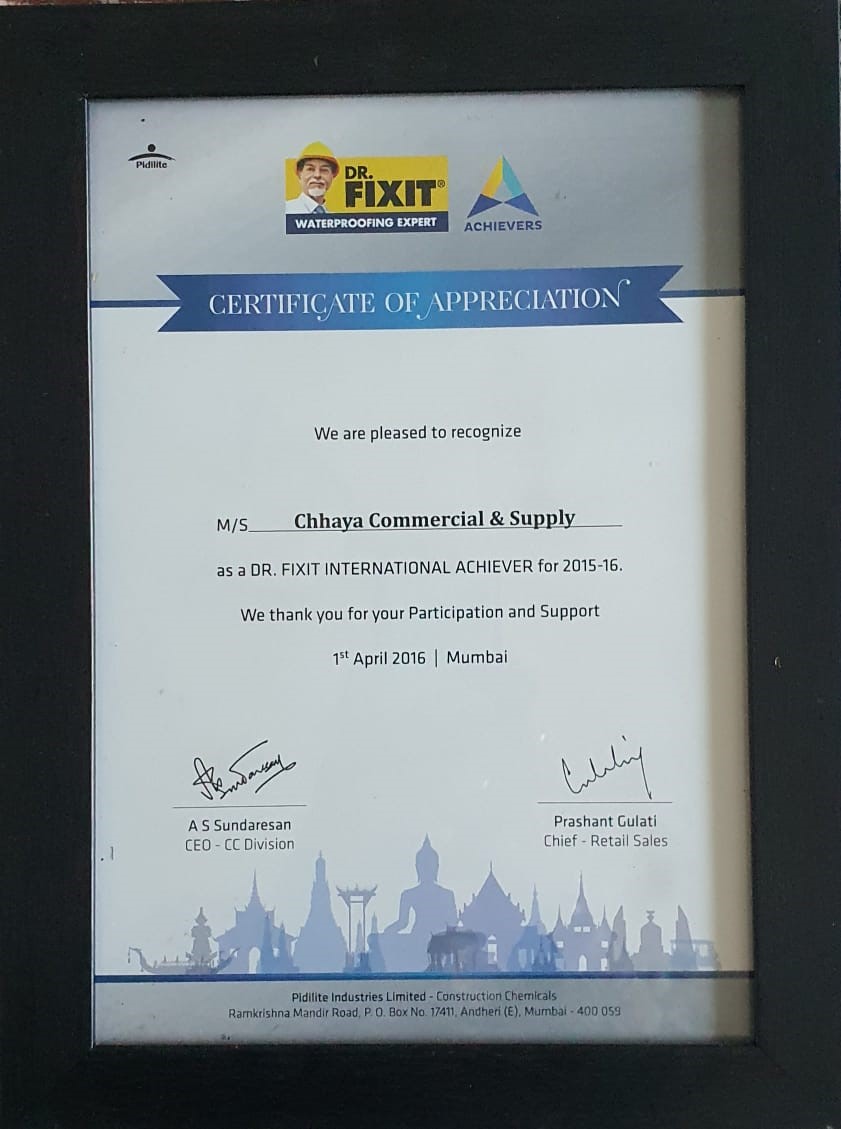 Pidilite
DR.
FIXIT®
WATERPROOFING EXPERT
ACHIEVERS
CERTIFICATE OF APPRECIATION
We are pleased to recognize
M/S Chhaya Commercial & Supply
as a DR. FIXIT INTERNATIONAL ACHIEVER for 2015-16.
We thank you for your Participation and Support
1st April 2016 | Mumbai
A S Sundaresan
CEO - CC Division
Prashant Gulati
Chief - Retail Sales
Pidilite Industries Limited - Construction Chemicals
Ramkrishna Mandir Road, P. O. Box No. 17411, Andheri (E), Mumbai - 400 059